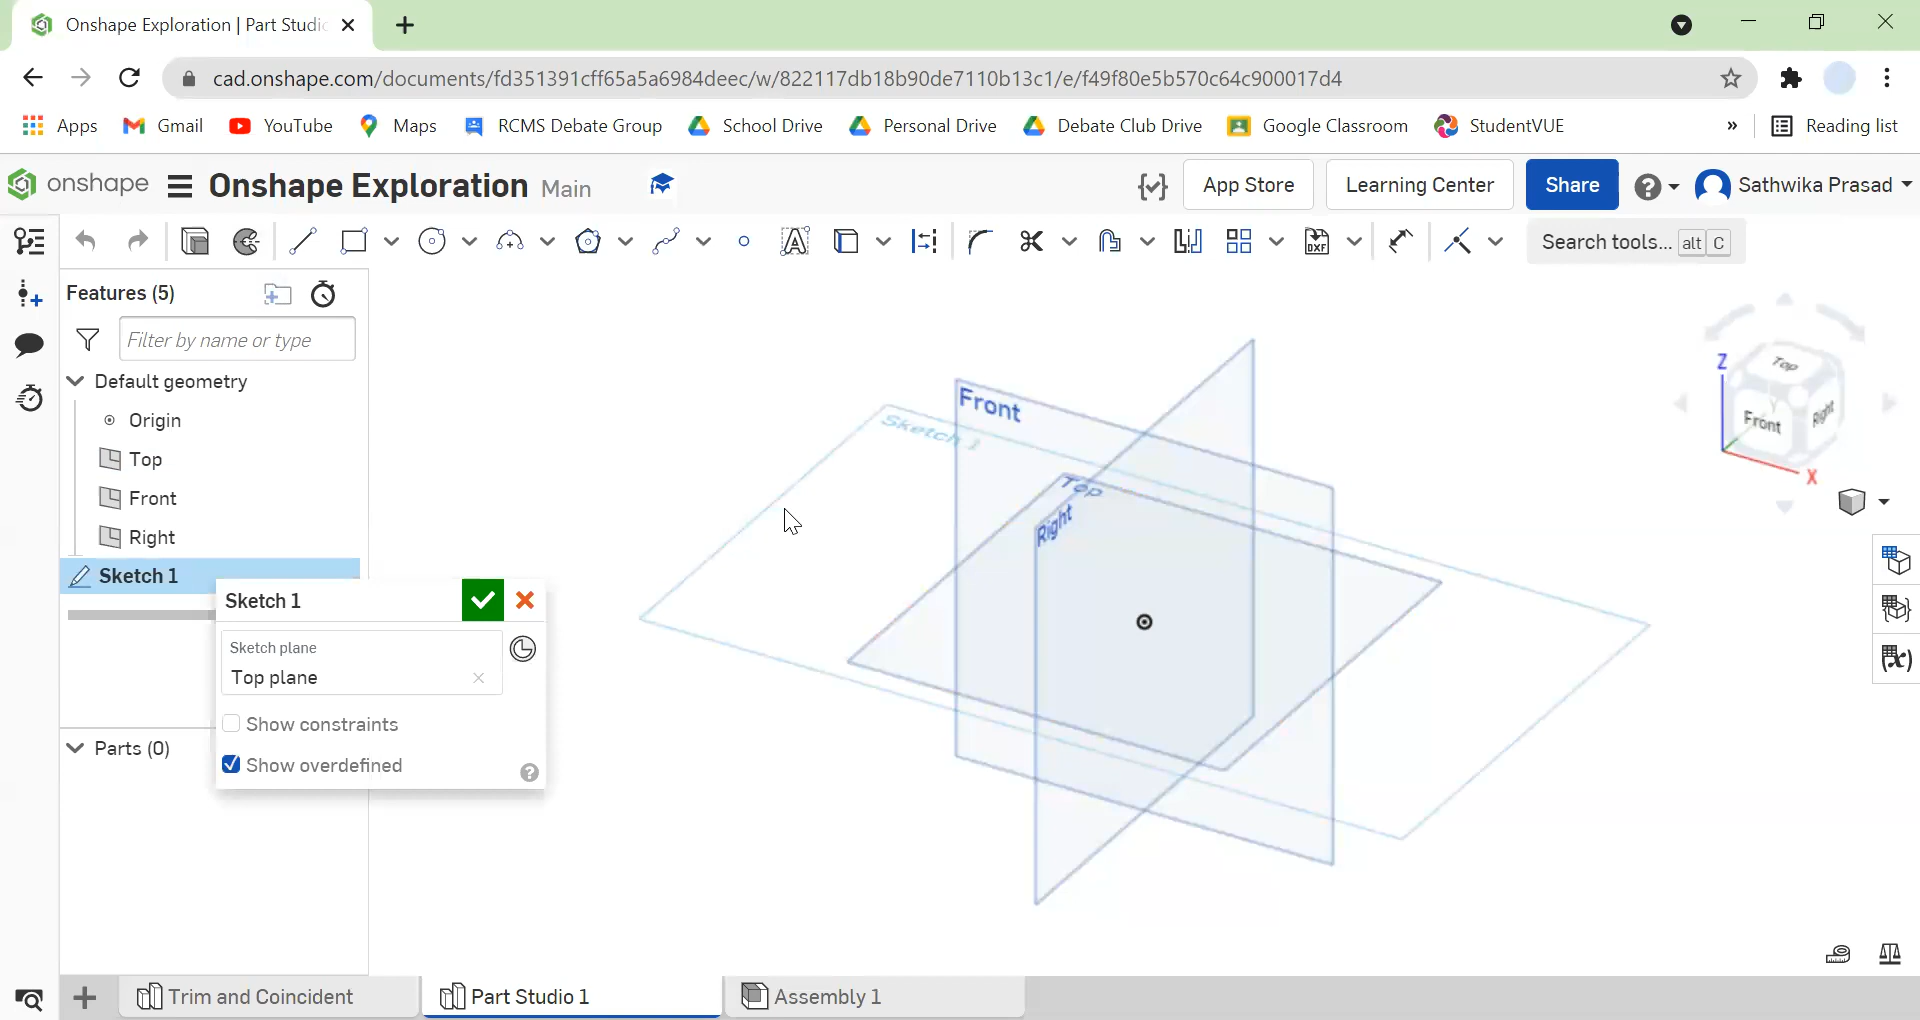 Onshape Exploration | Part Studio
cad.onshape.com/documents/fd351391cff65a5a6984deec/w/822117db18b90de7110b13c1/e/f49f80e5b570c64c900017d4
Apps Gmail YouTube Maps RCMS Debate Group School Drive Personal Drive Debate Club Drive Google Classroom StudentVUE » Reading list
onshape Onshape Exploration Main App Store Learning Center Share ? Sathwika Prasad
A DXF Search tools... alt C
Features (5)
Filter by name or type
Default geometry
Origin
Top
Front
Right
Sketch 1
Sketch 1
Sketch plane
Top plane
Show constraints
Show overdefined
?
Parts (0)
Front
Sketch 1
Top
Right
Z
Top
Front
Right
X
(x)
Trim and Coincident
Part Studio 1
Assembly 1